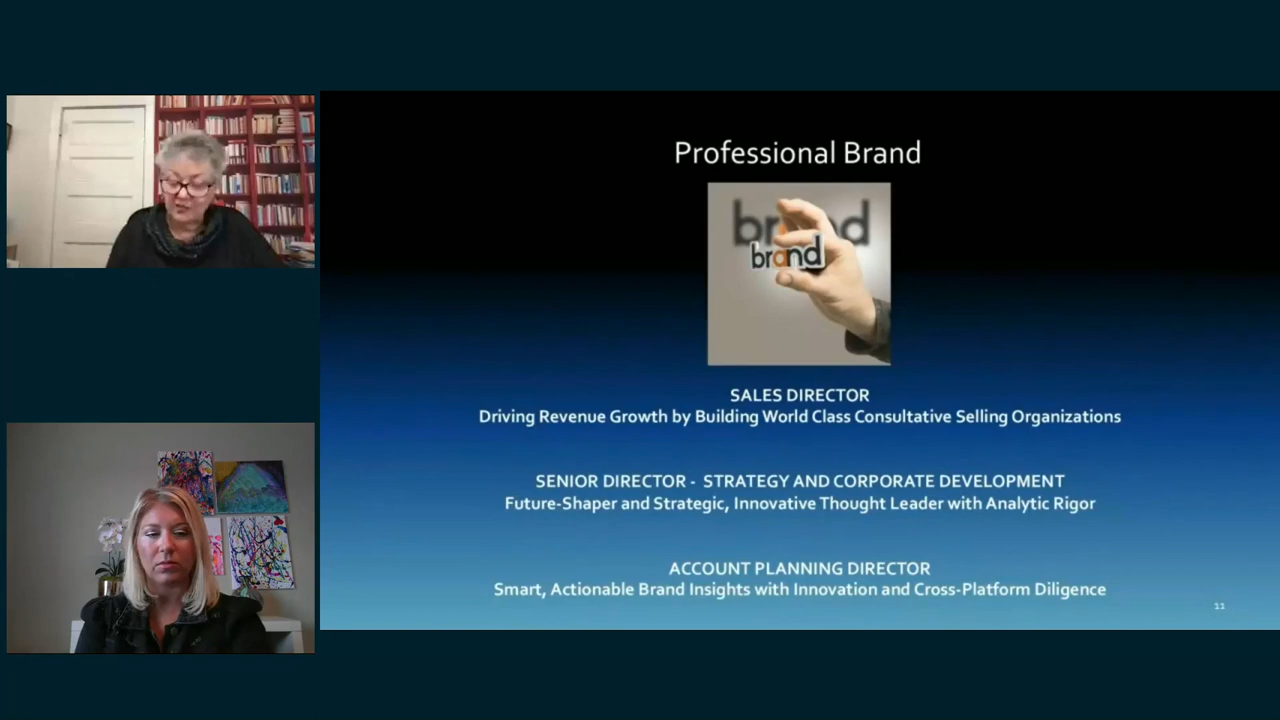 Professional Brand
brand
brand
SALES DIRECTOR
Driving Revenue Growth by Building World Class Consultative Selling Organizations
SENIOR DIRECTOR - STRATEGY AND CORPORATE DEVELOPMENT
Future-Shaper and Strategic, Innovative Thought Leader with Analytic Rigor
ACCOUNT PLANNING DIRECTOR
Smart, Actionable Brand Insights with Innovation and Cross-Platform Diligence
11